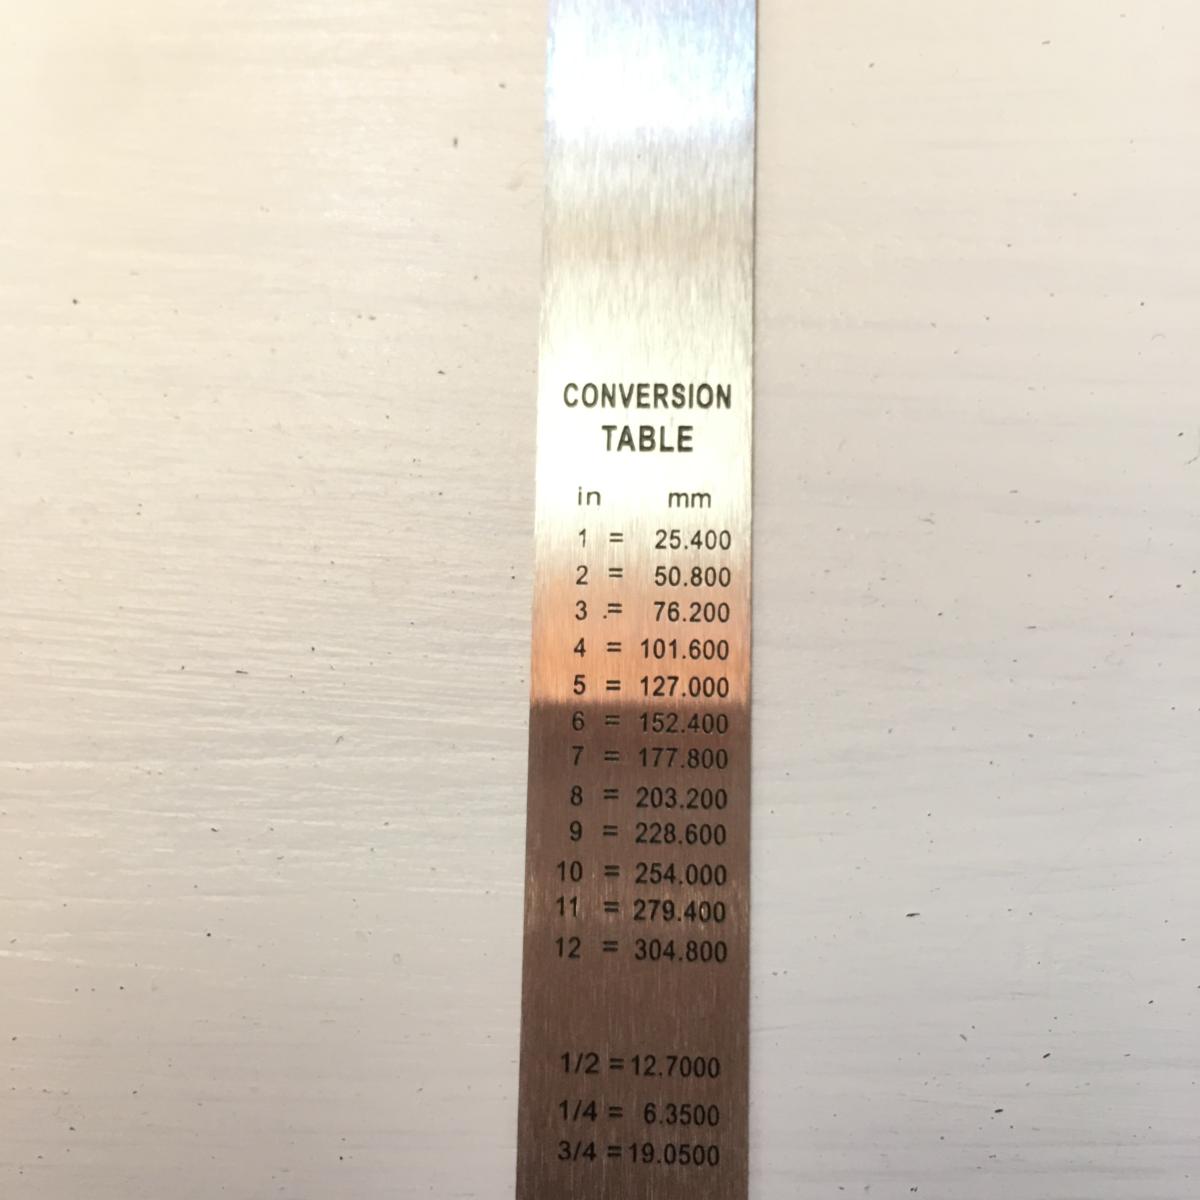 CONVERSION
TABLE
in mm
1 = 25.400
2 = 50.800
3 = 76.200
4 = 101.600
5 = 127.000
6 = 152.400
7 = 177.800
8 = 203.200
9 = 228.600
10 = 254.000
11 = 279.400
12 = 304.800
1/2 = 12.7000
1/4 = 6.3500
3/4 = 19.0500